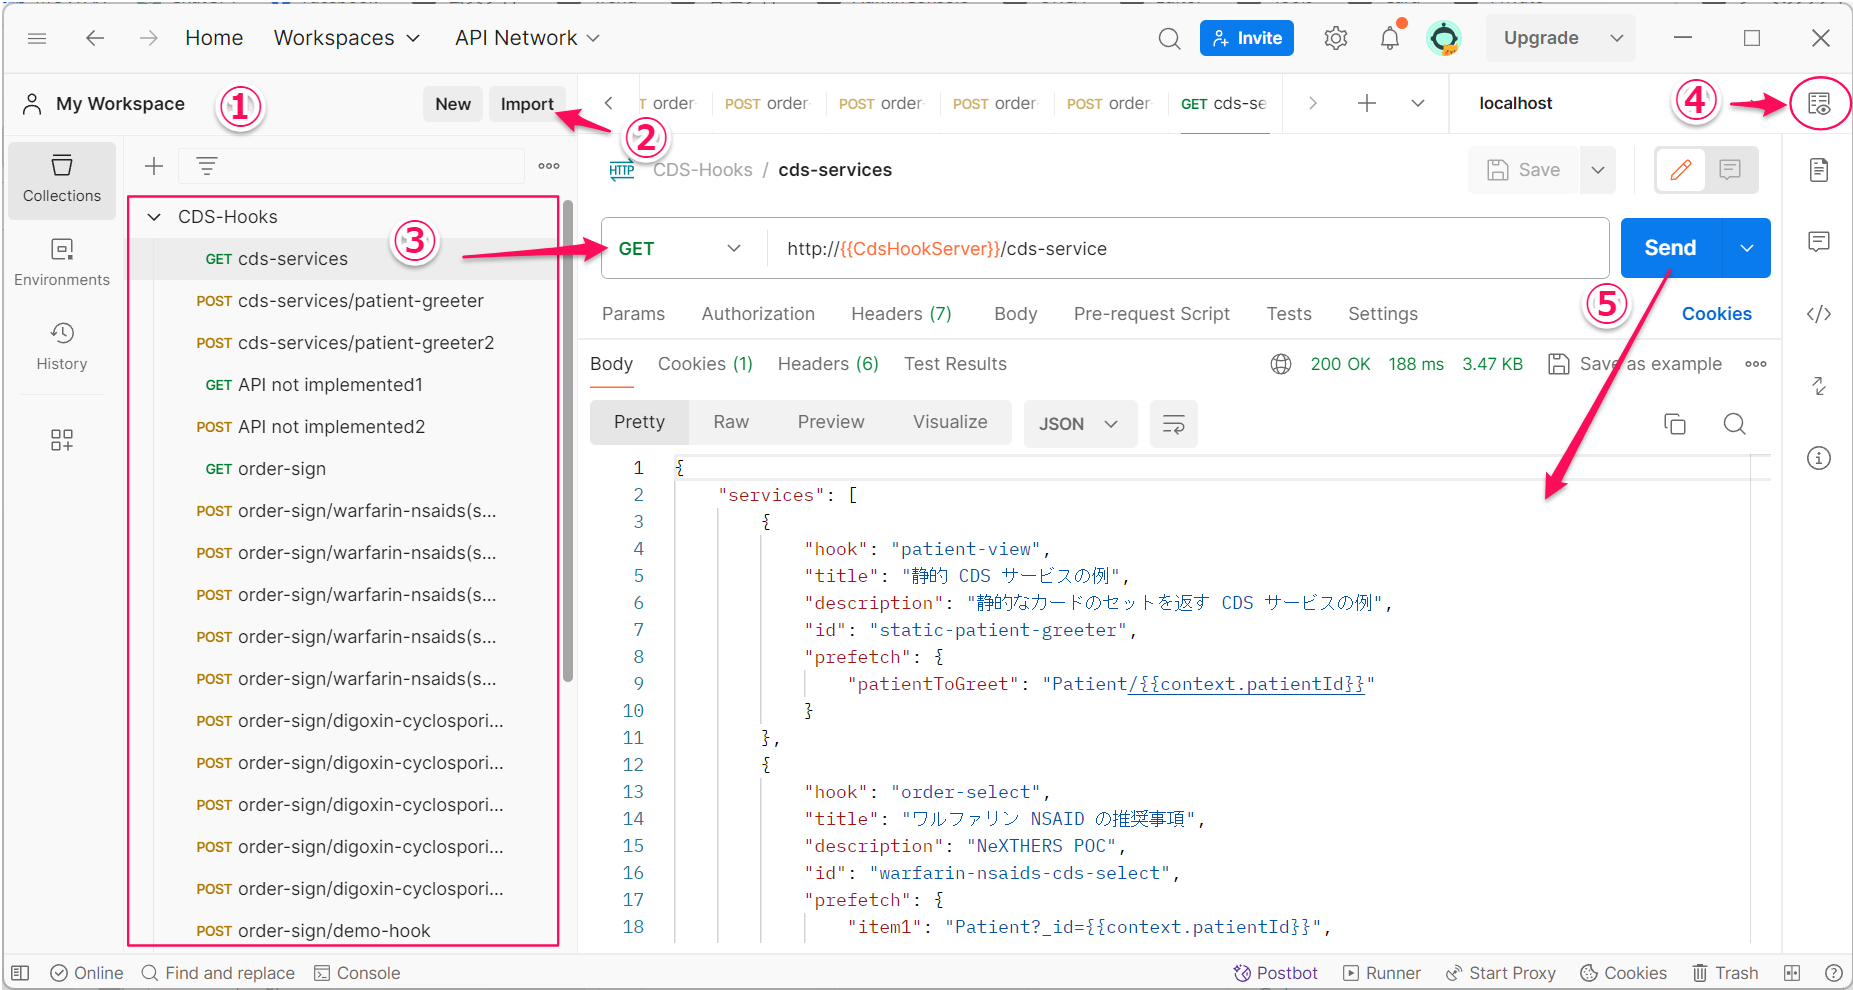 Home Workspaces API Network Invite Upgrade
My Workspace ① New Import ② order- POST order- POST order- POST order- POST order- GET cds-se localhost ④
Collections
Environments
History
CDS-Hooks
GET cds-services ③
POST cds-services/patient-greeter
POST cds-services/patient-greeter2
GET API not implemented1
POST API not implemented2
GET order-sign
POST order-sign/warfarin-nsaids(s...
POST order-sign/warfarin-nsaids(s...
POST order-sign/warfarin-nsaids(s...
POST order-sign/warfarin-nsaids(s...
POST order-sign/warfarin-nsaids(s...
POST order-sign/digoxin-cyclospori...
POST order-sign/digoxin-cyclospori...
POST order-sign/digoxin-cyclospori...
POST order-sign/digoxin-cyclospori...
POST order-sign/digoxin-cyclospori...
POST order-sign/demo-hook
HTTP CDS-Hooks / cds-services Save
GET http://{{CdsHookServer}}/cds-service Send
⑤
Params Authorization Headers (7) Body Pre-request Script Tests Settings Cookies
Body Cookies (1) Headers (6) Test Results 200 OK 188 ms 3.47 KB Save as example
Pretty Raw Preview Visualize JSON
1 {
2 "services": [
3 {
4 "hook": "patient-view",
5 "title": "静的 CDS サービスの例",
6 "description": "静的なカードのセットを返す CDS サービスの例",
7 "id": "static-patient-greeter",
8 "prefetch": {
9 "patientToGreet": "Patient/{{context.patientId}}"
10 }
11 },
12 {
13 "hook": "order-select",
14 "title": "ワルファリン NSAID の推奨事項",
15 "description": "NeXTHERS POC",
16 "id": "warfarin-nsaids-cds-select",
17 "prefetch": {
18 "item1": "Patient?_id={{context.patientId}}",
Online Find and replace Console Postbot Runner Start Proxy Cookies Trash